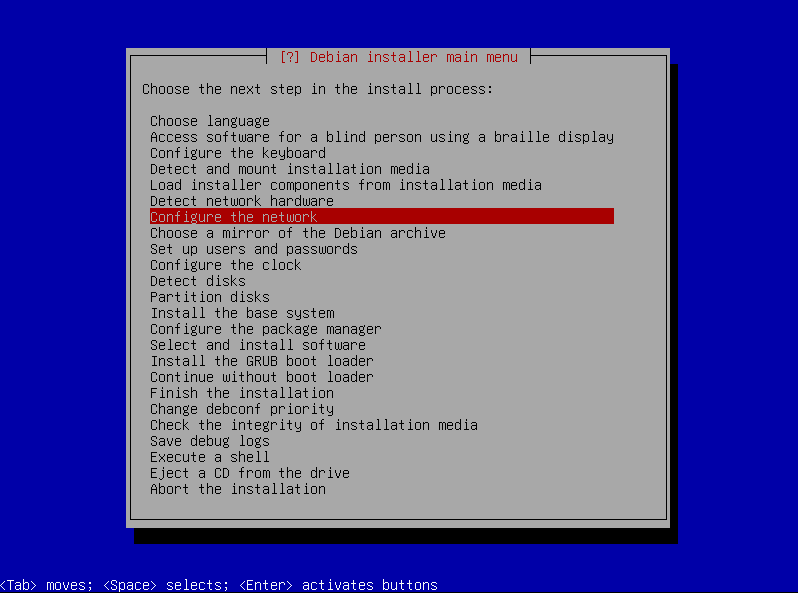 [?] Debian installer main menu
Choose the next step in the install process:
Choose language
Access software for a blind person using a braille display
Configure the keyboard
Detect and mount installation media
Load installer components from installation media
Detect network hardware
Configure the network
Choose a mirror of the Debian archive
Set up users and passwords
Configure the clock
Detect disks
Partition disks
Install the base system
Configure the package manager
Select and install software
Install the GRUB boot loader
Continue without boot loader
Finish the installation
Change debconf priority
Check the integrity of installation media
Save debug logs
Execute a shell
Eject a CD from the drive
Abort the installation
<Tab> moves; <Space> selects; <Enter> activates buttons